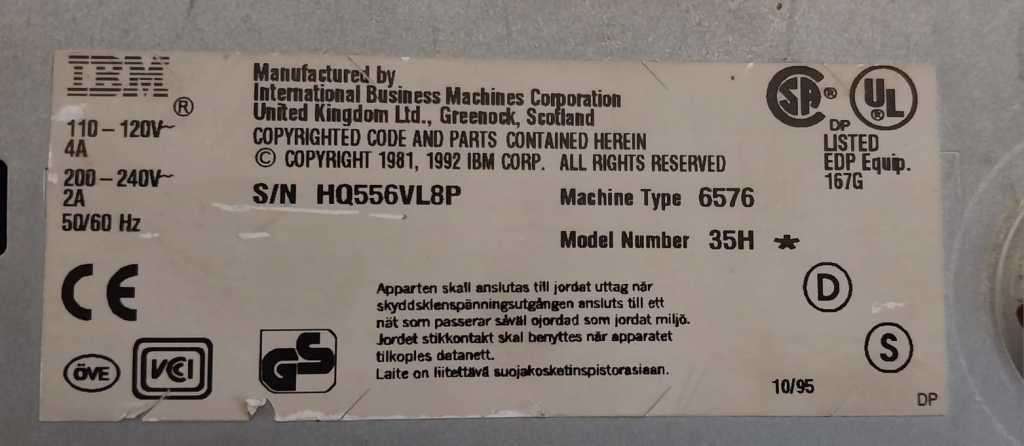 IBM ®
110-120V~
4A
200-240V~
2A
50/60 Hz
Manufactured by
International Business Machines Corporation
United Kingdom Ltd., Greenock, Scotland
COPYRIGHTED CODE AND PARTS CONTAINED HEREIN
© COPYRIGHT 1981, 1992 IBM CORP. ALL RIGHTS RESERVED
S/N HQ556VL8P
Machine Type 6576
Model Number 35H *
SA ®
UL ®
DP
LISTED
EDP Equip.
167G
CE
ÖVE
VCCI
GS
Apparten skall anslutas till jordet uttag når
skyddsklenspänningsutgången ansluts till ett
nät som passerar såväl ojordad som jordat miljö.
Jordet stikkontakt skal benyttes når apparatet
tilkoples datanett.
Laite on liitettävä suojakosketinspistorasiaan.
D
S
10/95
DP